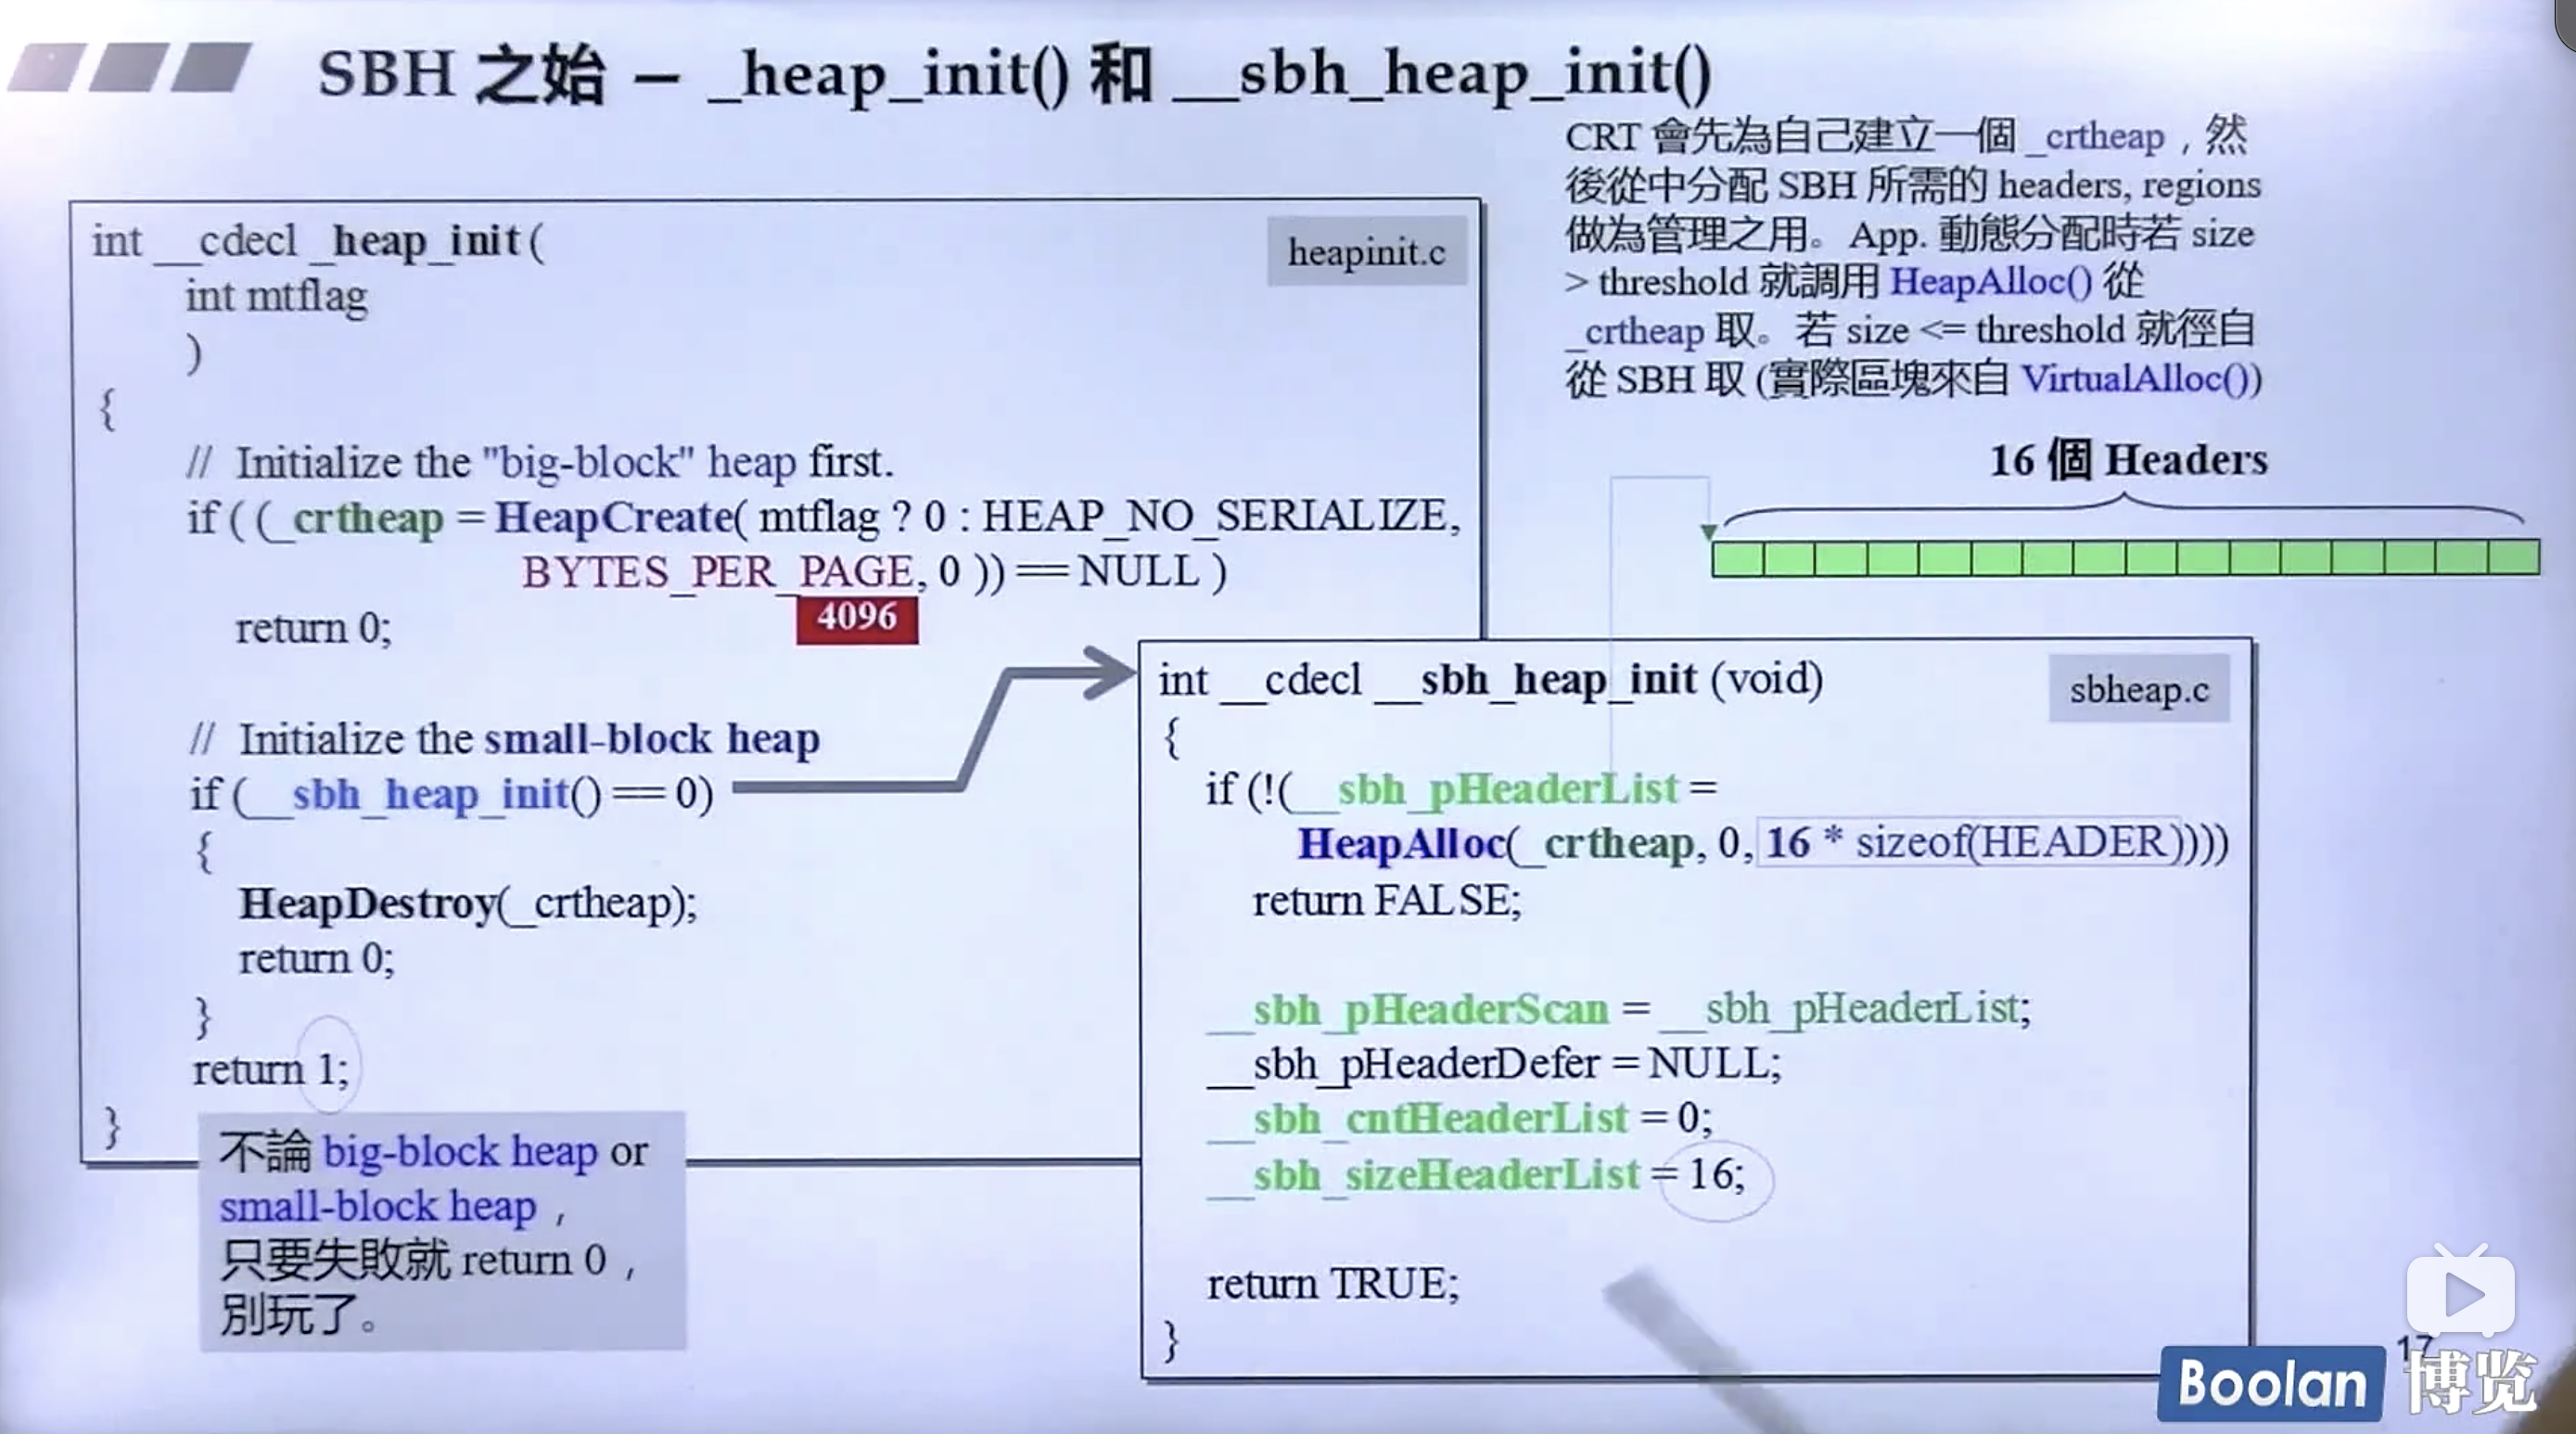 SBH 之始 – _heap_init() 和 __sbh_heap_init()
CRT 會先為自己建立一個 _crtheap，然
後從中分配 SBH 所需的 headers, regions
做為管理之用。App. 動態分配時若 size
> threshold 就調用 HeapAlloc() 從
_crtheap 取。若 size <= threshold 就徑自
從 SBH 取 (實際區塊來自 VirtualAlloc())
16 個 Headers
heapinit.c
int __cdecl _heap_init (
int mtflag
)
{
// Initialize the "big-block" heap first.
if ( (_crtheap = HeapCreate( mtflag ? 0 : HEAP_NO_SERIALIZE,
BYTES_PER_PAGE, 0 )) == NULL )
4096
return 0;
// Initialize the small-block heap
if (__sbh_heap_init() == 0)
{
HeapDestroy(_crtheap);
return 0;
}
return 1;
}
不論 big-block heap or
small-block heap，
只要失敗就 return 0，
別玩了。
sbheap.c
int __cdecl __sbh_heap_init (void)
{
if (!(__sbh_pHeaderList =
HeapAlloc(_crtheap, 0, 16 * sizeof(HEADER))))
return FALSE;
__sbh_pHeaderScan = __sbh_pHeaderList;
__sbh_pHeaderDefer = NULL;
__sbh_cntHeaderList = 0;
__sbh_sizeHeaderList = 16;
return TRUE;
}
17
Boolan 博览